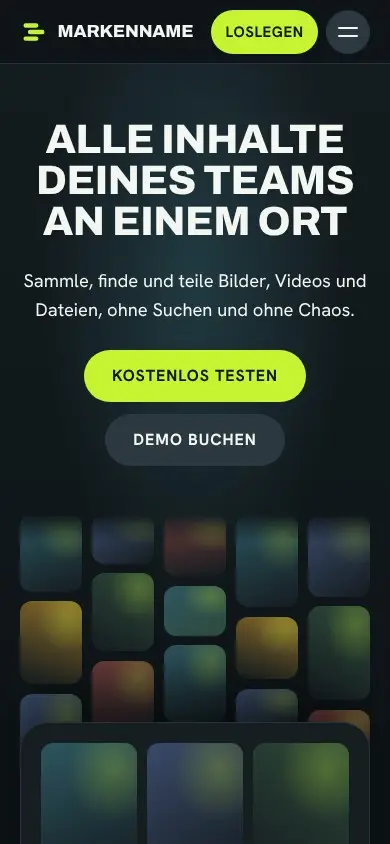 MARKENNAME
LOSLEGEN
ALLE INHALTE
DEINES TEAMS
AN EINEM ORT
Sammle, finde und teile Bilder, Videos und
Dateien, ohne Suchen und ohne Chaos.
KOSTENLOS TESTEN
DEMO BUCHEN